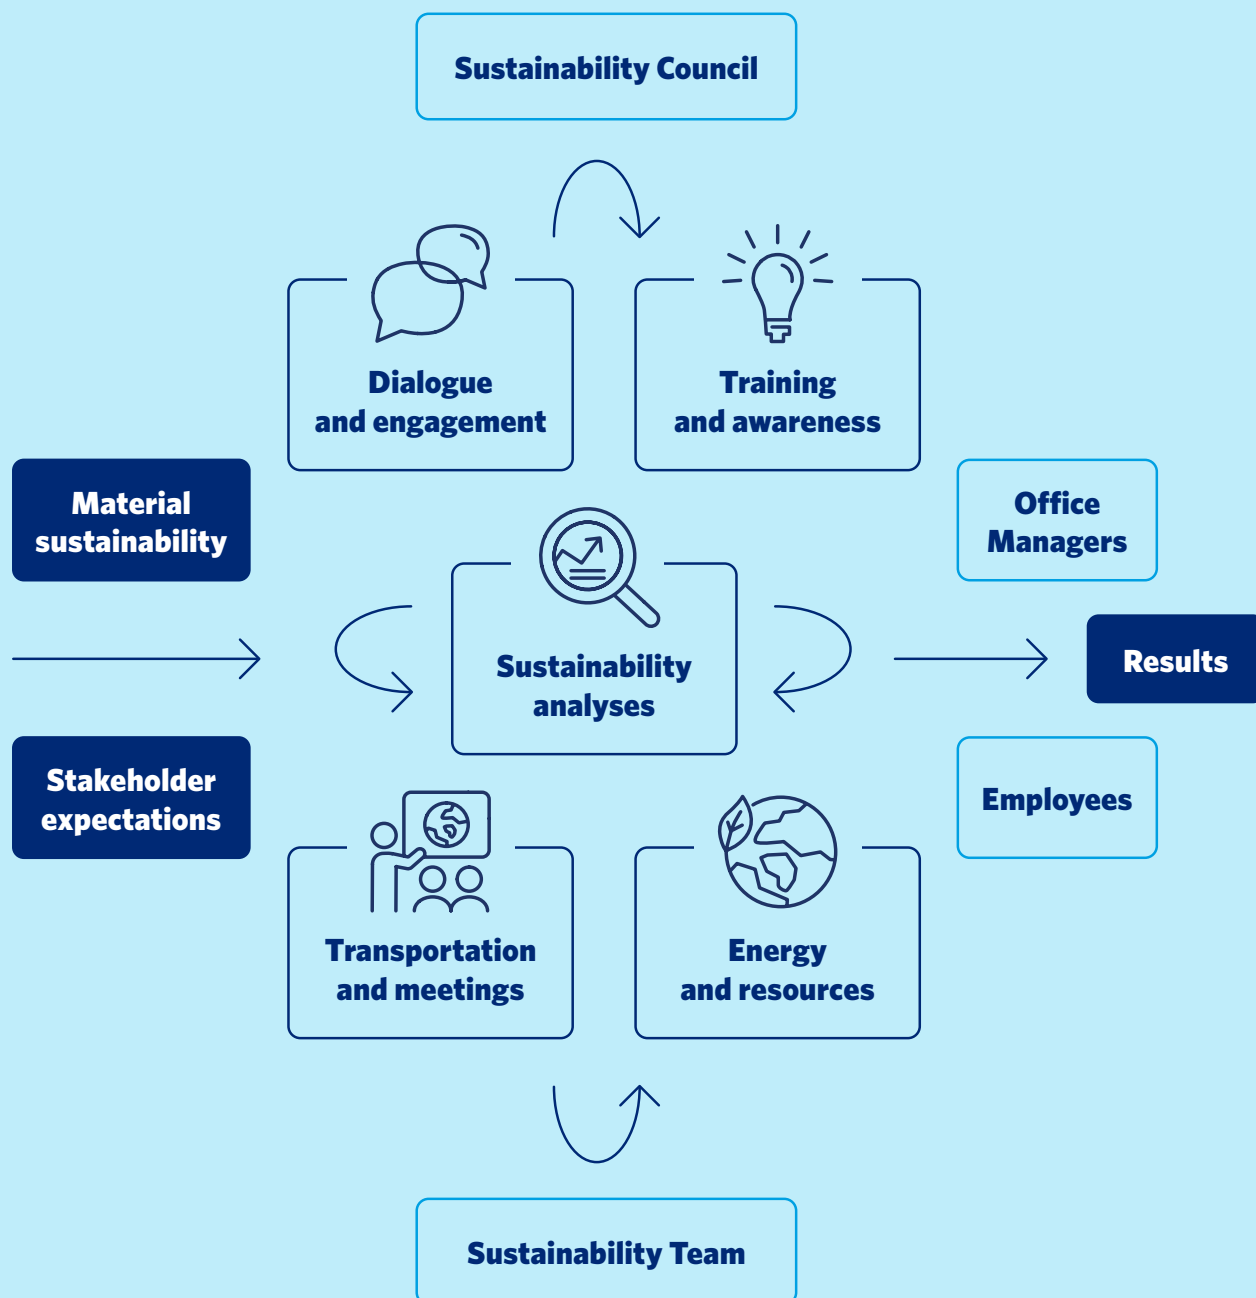 Sustainability Council
Dialogue
and engagement
Training
and awareness
Material
sustainability
Office
Managers
Sustainability
analyses
Results
Stakeholder
expectations
Employees
Transportation
and meetings
Energy
and resources
Sustainability Team